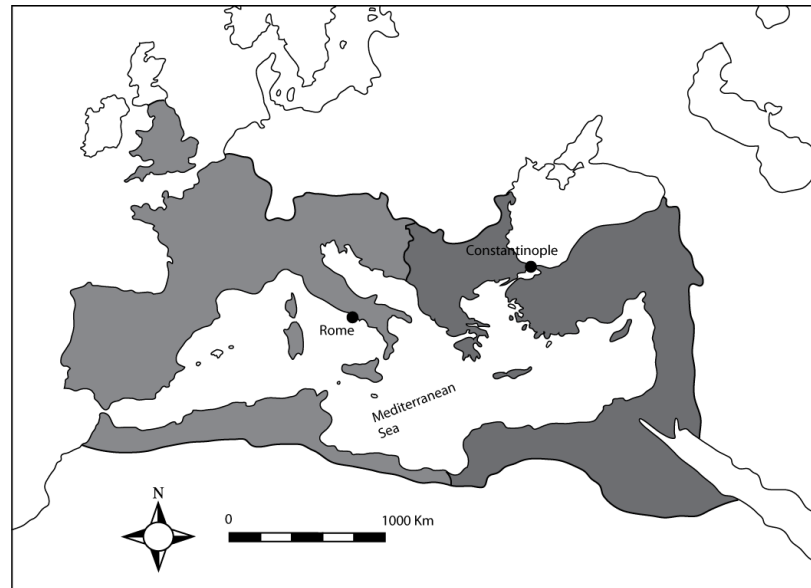 Constantinople
Rome
Mediterranean
Sea
N
0 1000 Km